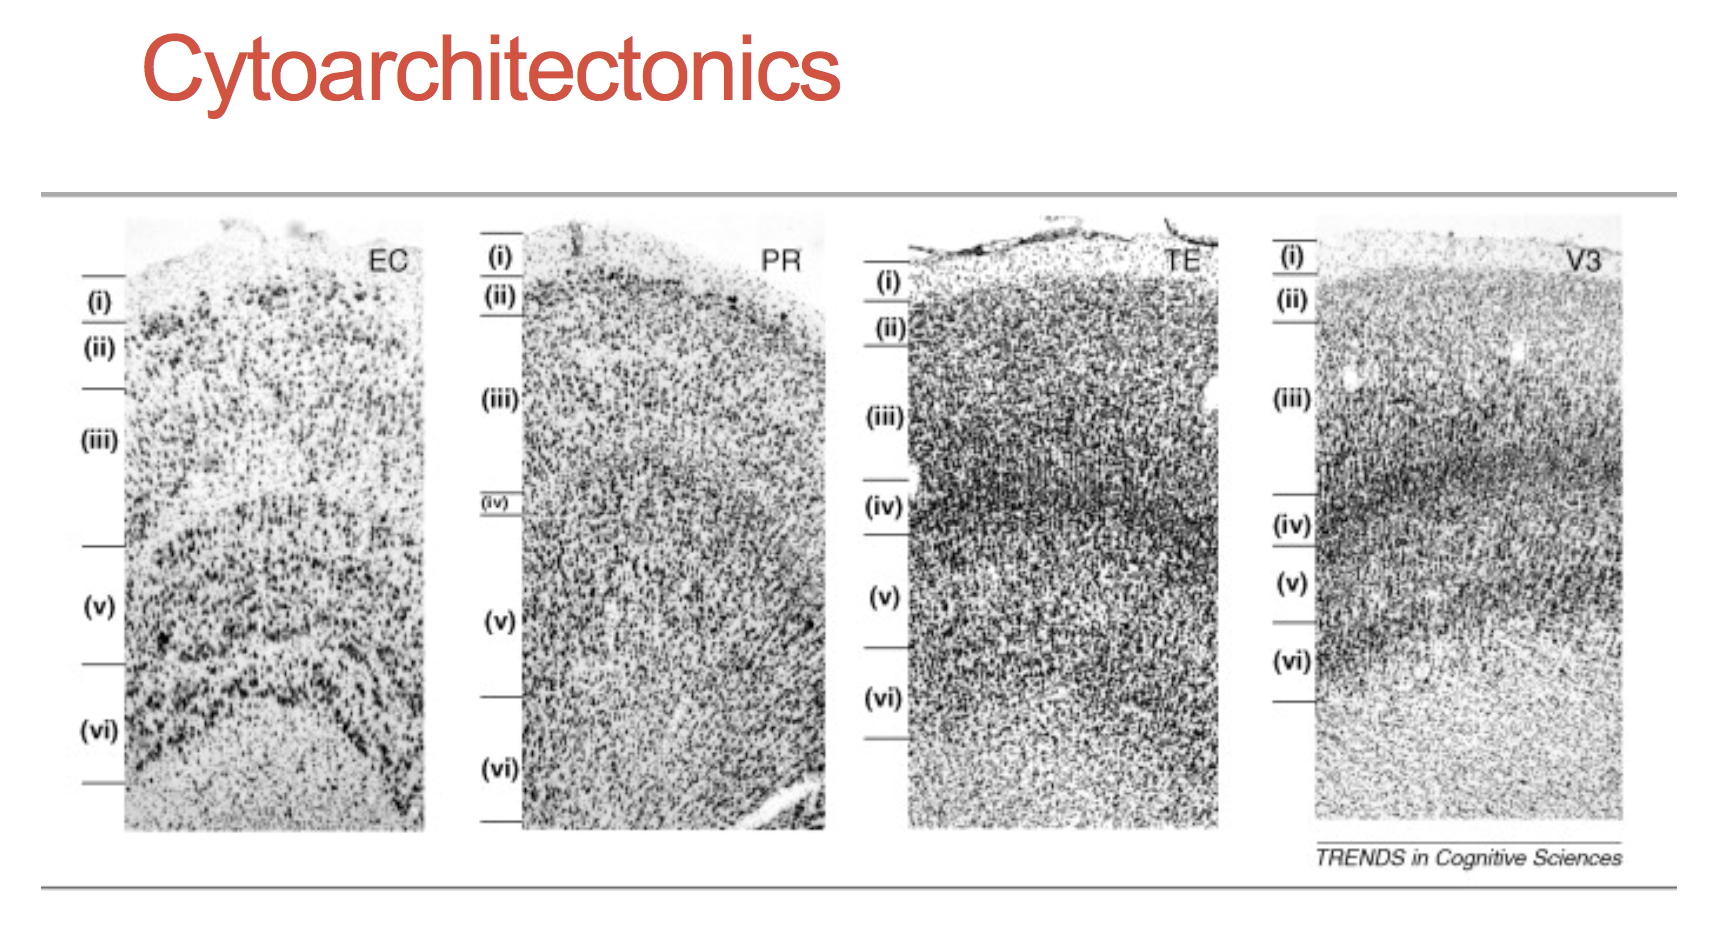 Cytoarchitectonics
EC
(i)
(ii)
(iii)
(v)
(vi)
PR
(i)
(ii)
(iii)
(iv)
(v)
(vi)
TE
(i)
(ii)
(iii)
(iv)
(v)
(vi)
V3
(i)
(ii)
(iii)
(iv)
(v)
(vi)
TRENDS in Cognitive Sciences